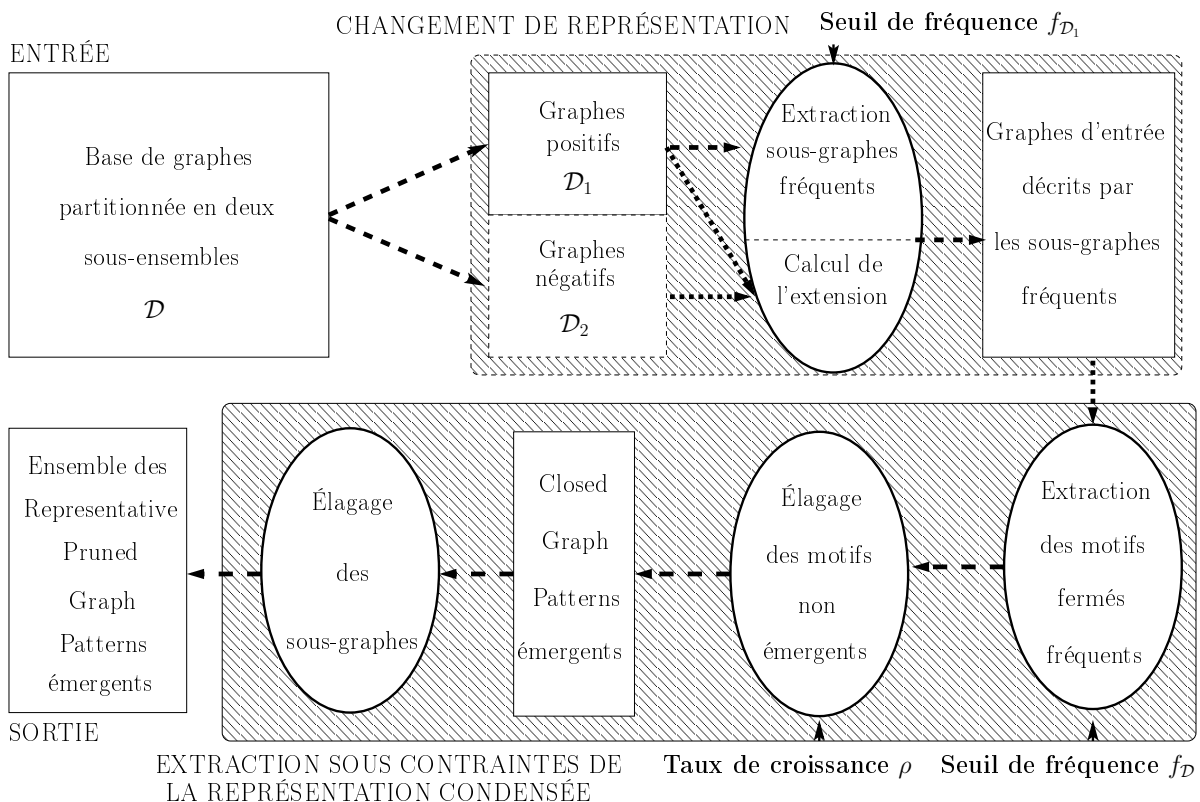 CHANGEMENT DE REPRÉSENTATION
Seuil de fréquence f_{𝒟₁}
ENTRÉE
Base de graphes
partitionnée en deux
sous-ensembles
𝒟
Graphes
positifs
𝒟₁
Graphes
négatifs
𝒟₂
Extraction
sous-graphes
fréquents
Calcul de
l'extension
Graphes d'entrée
décrits par
les sous-graphes
fréquents
Ensemble des
Representative
Pruned
Graph
Patterns
émergents
SORTIE
Élagage
des
sous-graphes
Closed
Graph
Patterns
émergents
Élagage
des motifs
non
émergents
Extraction
des motifs
fermés
fréquents
EXTRACTION SOUS CONTRAINTES DE
LA REPRÉSENTATION CONDENSÉE
Taux de croissance ρ
Seuil de fréquence f_𝒟